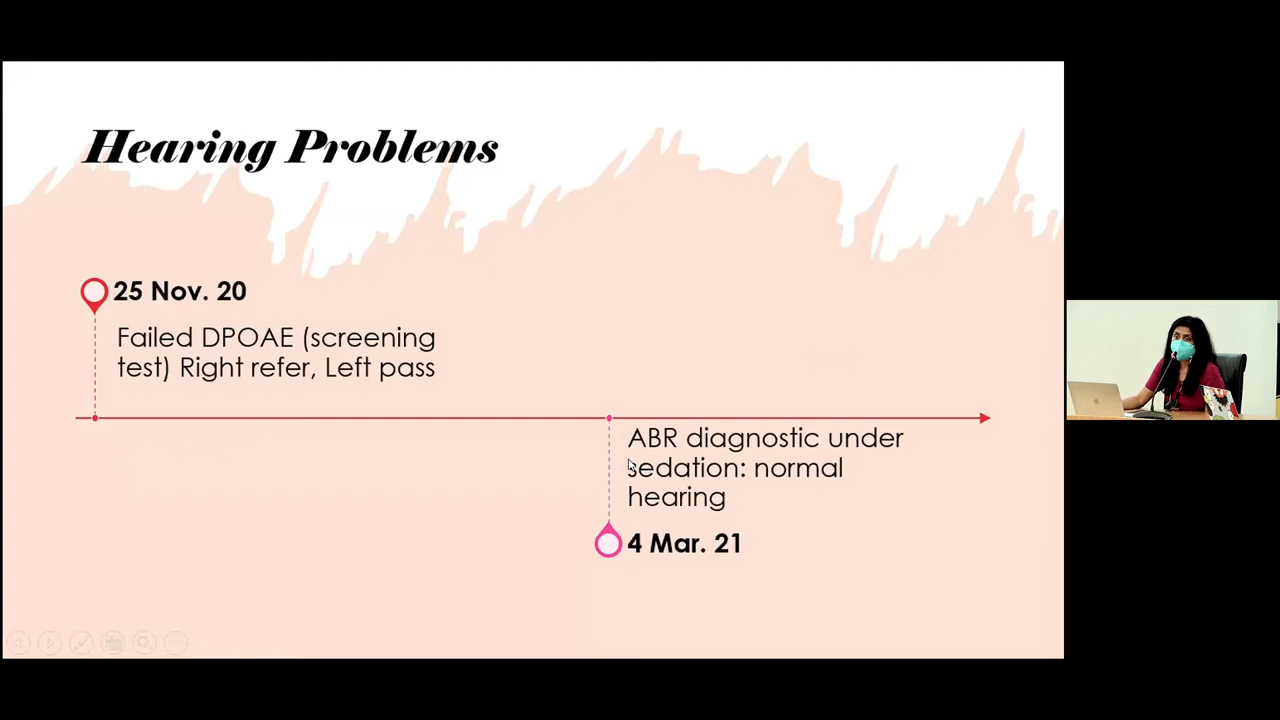 Hearing Problems
25 Nov. 20
Failed DPOAE (screening
test) Right refer, Left pass
ABR diagnostic under
sedation: normal
hearing
4 Mar. 21